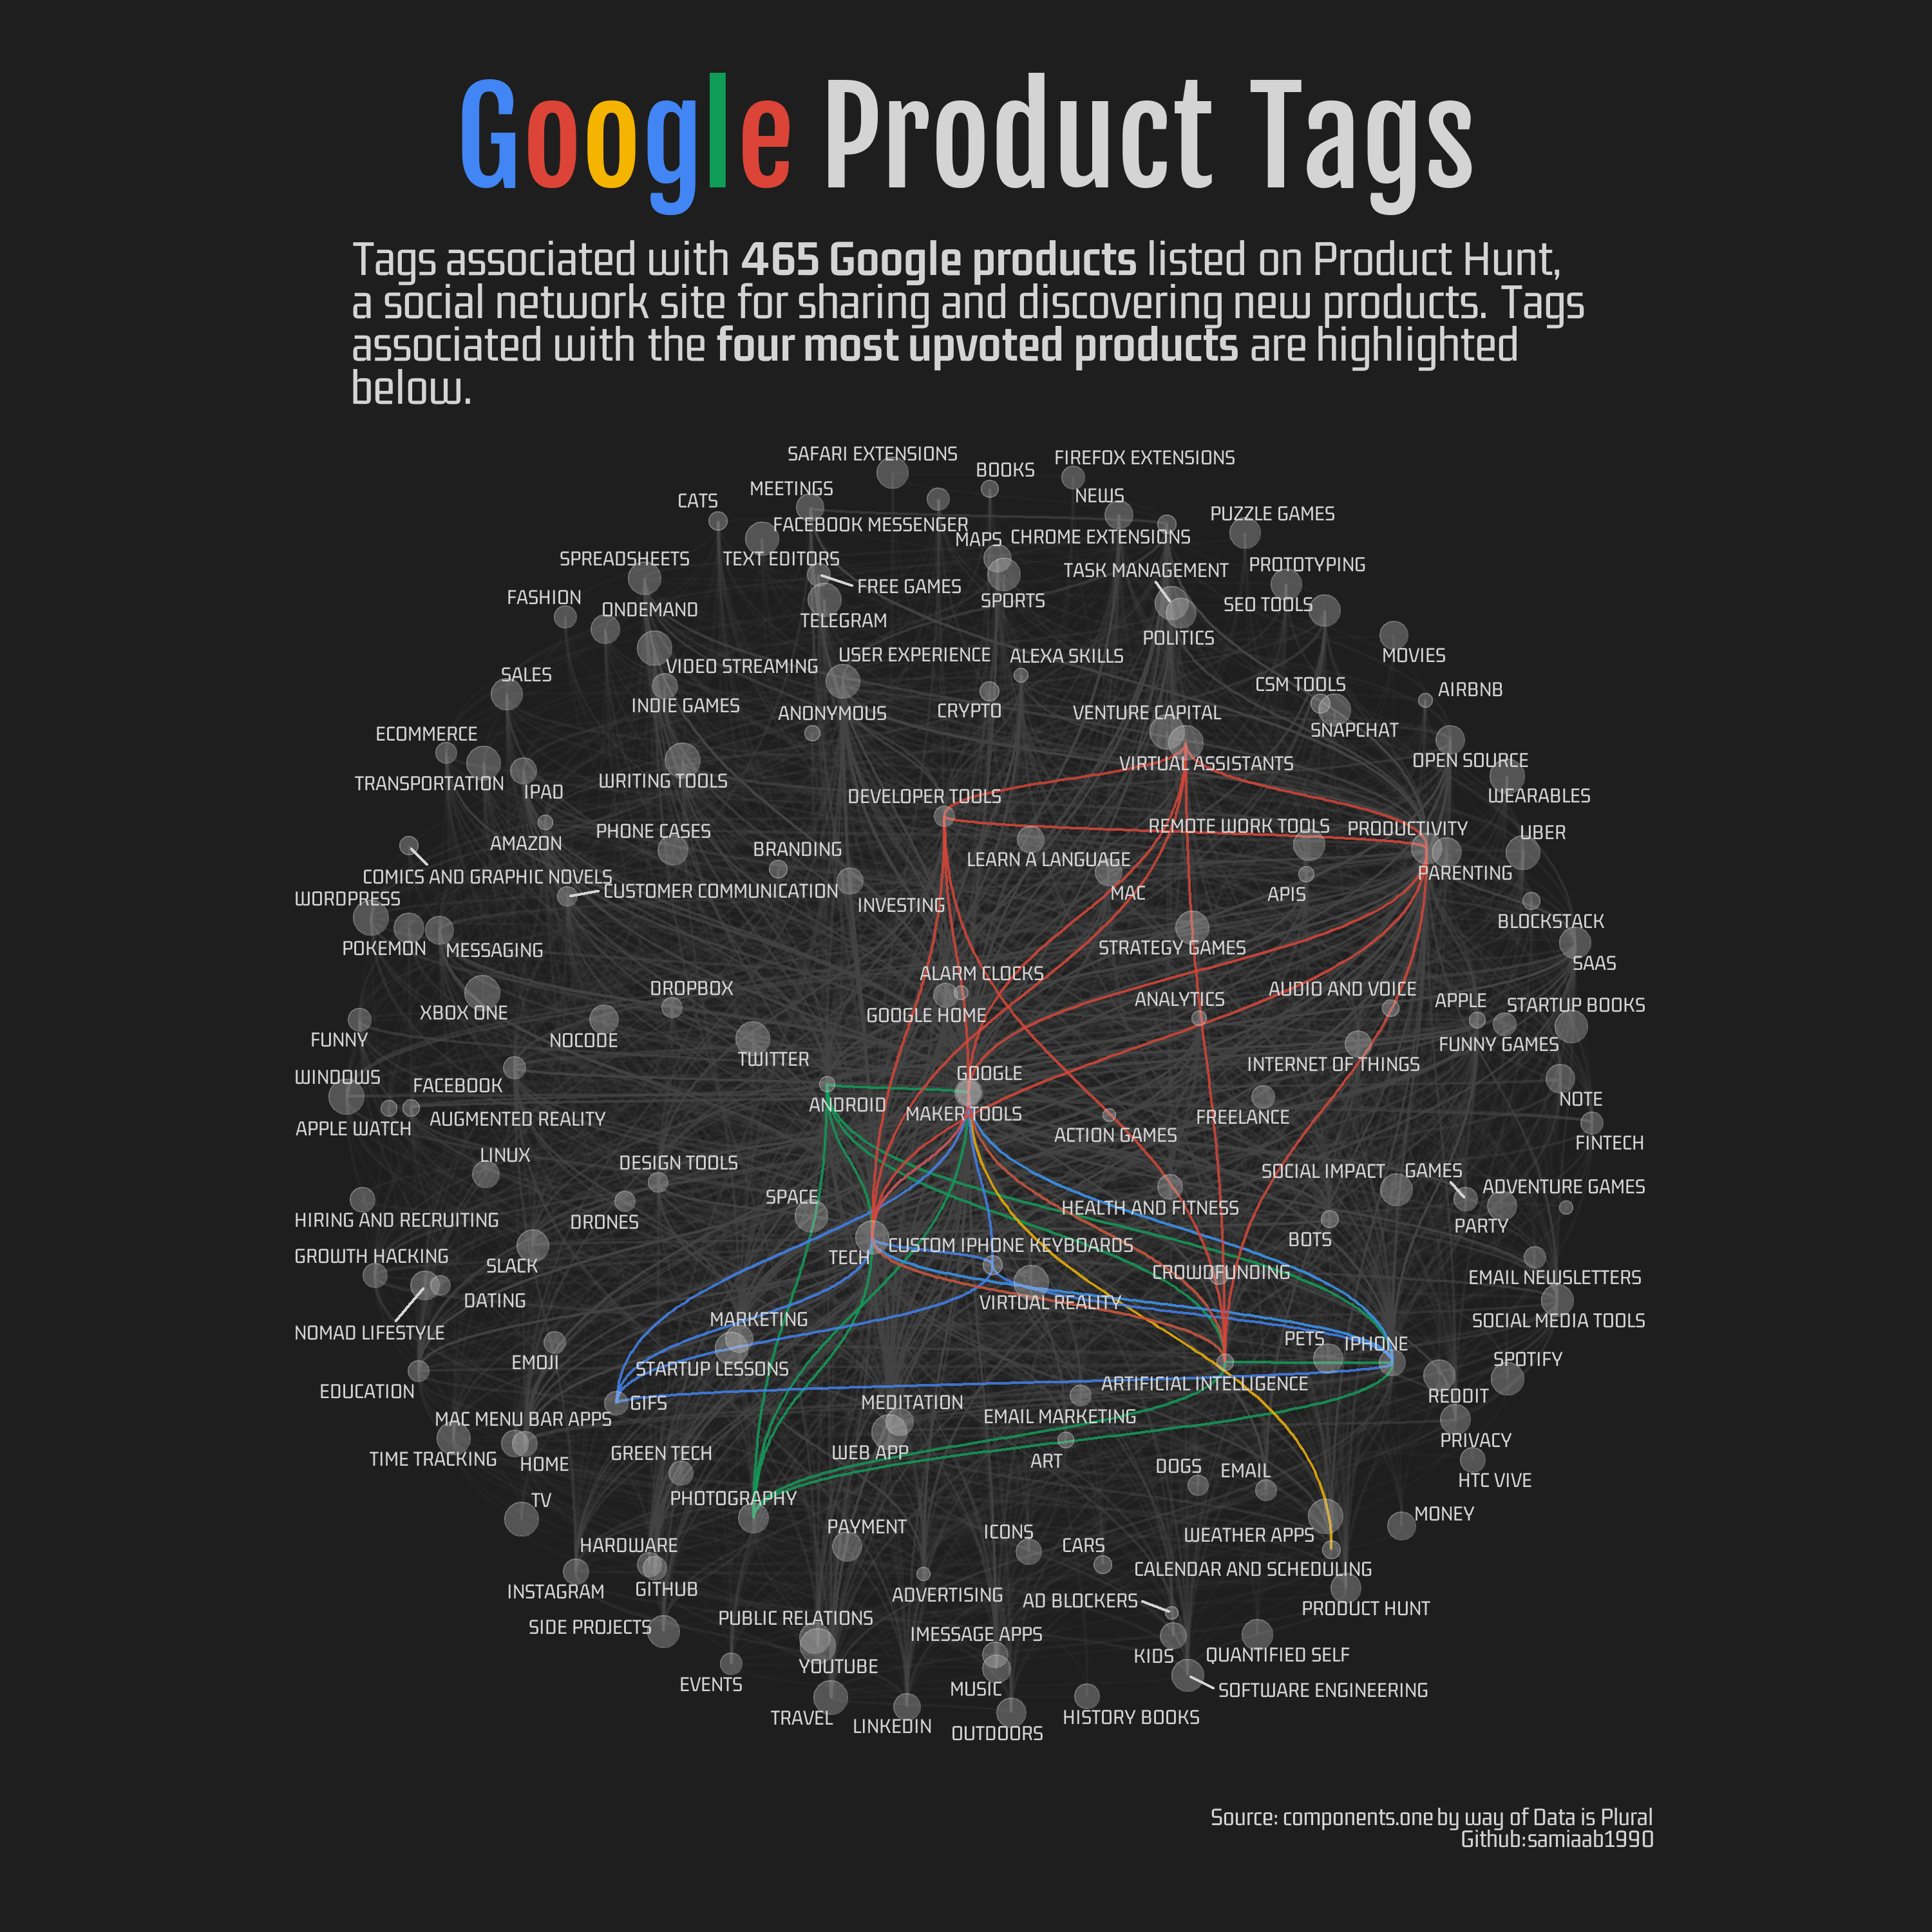 Google Product Tags
Tags associated with 465 Google products listed on Product Hunt,
a social network site for sharing and discovering new products. Tags
associated with the four most upvoted products are highlighted
below.
SAFARI EXTENSIONS
FIREFOX EXTENSIONS
BOOKS
MEETINGS
NEWS
CATS
PUZZLE GAMES
FACEBOOK MESSENGER
MAPS
CHROME EXTENSIONS
SPREADSHEETS
TEXT EDITORS
PROTOTYPING
TASK MANAGEMENT
FREE GAMES
FASHION
SPORTS
SEO TOOLS
ONDEMAND
TELEGRAM
POLITICS
USER EXPERIENCE
ALEXA SKILLS
MOVIES
VIDEO STREAMING
SALES
CSM TOOLS
AIRBNB
INDIE GAMES
CRYPTO
ANONYMOUS
VENTURE CAPITAL
SNAPCHAT
ECOMMERCE
OPEN SOURCE
VIRTUAL ASSISTANTS
WRITING TOOLS
TRANSPORTATION
IPAD
DEVELOPER TOOLS
WEARABLES
REMOTE WORK TOOLS
PRODUCTIVITY
PHONE CASES
UBER
AMAZON
BRANDING
LEARN A LANGUAGE
PARENTING
COMICS AND GRAPHIC NOVELS
CUSTOMER COMMUNICATION
MAC
APIS
WORDPRESS
INVESTING
BLOCKSTACK
POKEMON
MESSAGING
STRATEGY GAMES
SAAS
ALARM CLOCKS
DROPBOX
AUDIO AND VOICE
ANALYTICS
APPLE
STARTUP BOOKS
XBOX ONE
GOOGLE HOME
FUNNY
NOCODE
FUNNY GAMES
TWITTER
INTERNET OF THINGS
GOOGLE
WINDOWS
FACEBOOK
NOTE
ANDROID
MAKER TOOLS
FREELANCE
AUGMENTED REALITY
APPLE WATCH
ACTION GAMES
FINTECH
LINUX
DESIGN TOOLS
SOCIAL IMPACT
GAMES
ADVENTURE GAMES
SPACE
HEALTH AND FITNESS
HIRING AND RECRUITING
DRONES
PARTY
BOTS
CUSTOM IPHONE KEYBOARDS
GROWTH HACKING
TECH
SLACK
CROWDFUNDING
EMAIL NEWSLETTERS
DATING
VIRTUAL REALITY
MARKETING
SOCIAL MEDIA TOOLS
NOMAD LIFESTYLE
PETS
IPHONE
EMOJI
SPOTIFY
STARTUP LESSONS
ARTIFICIAL INTELLIGENCE
EDUCATION
REDDIT
GIFS
MEDITATION
MAC MENU BAR APPS
EMAIL MARKETING
PRIVACY
GREEN TECH
WEB APP
TIME TRACKING
HOME
ART
DOGS
EMAIL
HTC VIVE
TV
PHOTOGRAPHY
MONEY
PAYMENT
ICONS
WEATHER APPS
HARDWARE
CARS
CALENDAR AND SCHEDULING
INSTAGRAM
GITHUB
ADVERTISING
AD BLOCKERS
PRODUCT HUNT
PUBLIC RELATIONS
SIDE PROJECTS
IMESSAGE APPS
KIDS
QUANTIFIED SELF
YOUTUBE
EVENTS
MUSIC
SOFTWARE ENGINEERING
TRAVEL
LINKEDIN
HISTORY BOOKS
OUTDOORS
Source: components.one by way of Data is Plural
Github:samiaab1990